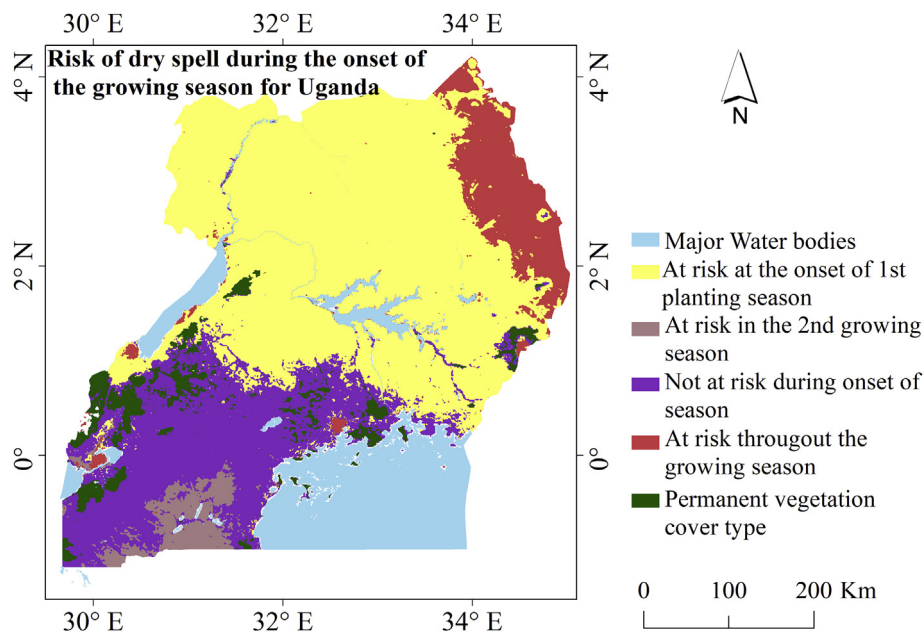 30° E 32° E 34° E
Risk of dry spell during the onset of
the growing season for Uganda
4° N
4° N
N
2° N
2° N
0°
0°
Major Water bodies
At risk at the onset of 1st
planting season
At risk in the 2nd growing
season
Not at risk during onset of
season
At risk througout the
growing season
Permanent vegetation
cover type
0 100 200 Km
30° E 32° E 34° E